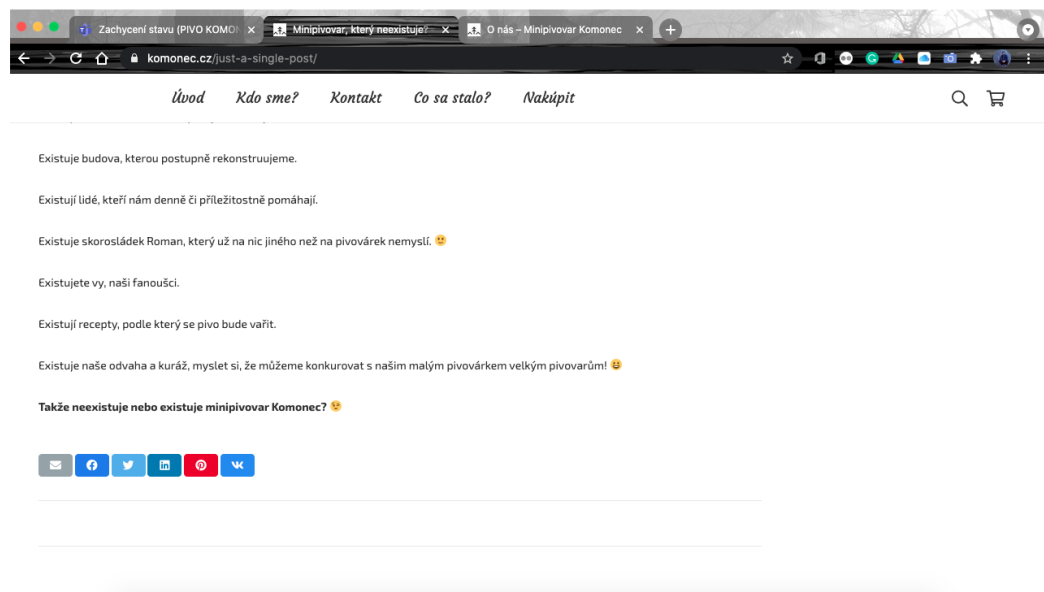 Zachycení stavu (PIVO KOMO
Minipivovar, který neexistuje? –
O nás – Minipivovar Komonec
komonec.cz/just-a-single-post/
Úvod
Kdo sme?
Kontakt
Co sa stalo?
Nakúpit
Existuje budova, kterou postupně rekonstruujeme.
Existují lidé, kteří nám denně či příležitostně pomáhají.
Existuje skorosládek Roman, který už na nic jiného než na pivovárek nemyslí. 🙂
Existujete vy, naši fanoušci.
Existují recepty, podle který se pivo bude vařit.
Existuje naše odvaha a kuráž, myslet si, že můžeme konkurovat s našim malým pivovárkem velkým pivovarům! 😀
Takže neexistuje nebo existuje minipivovar Komonec? 😉